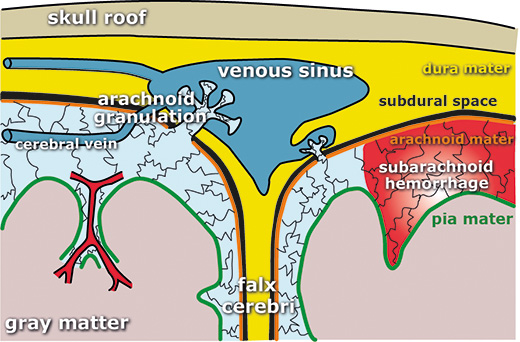 skull roof
venous sinus
dura mater
arachnoid
granulation
subdural space
cerebral vein
arachnoid mater
subarachnoid
hemorrhage
pia mater
falx
cerebri
gray matter